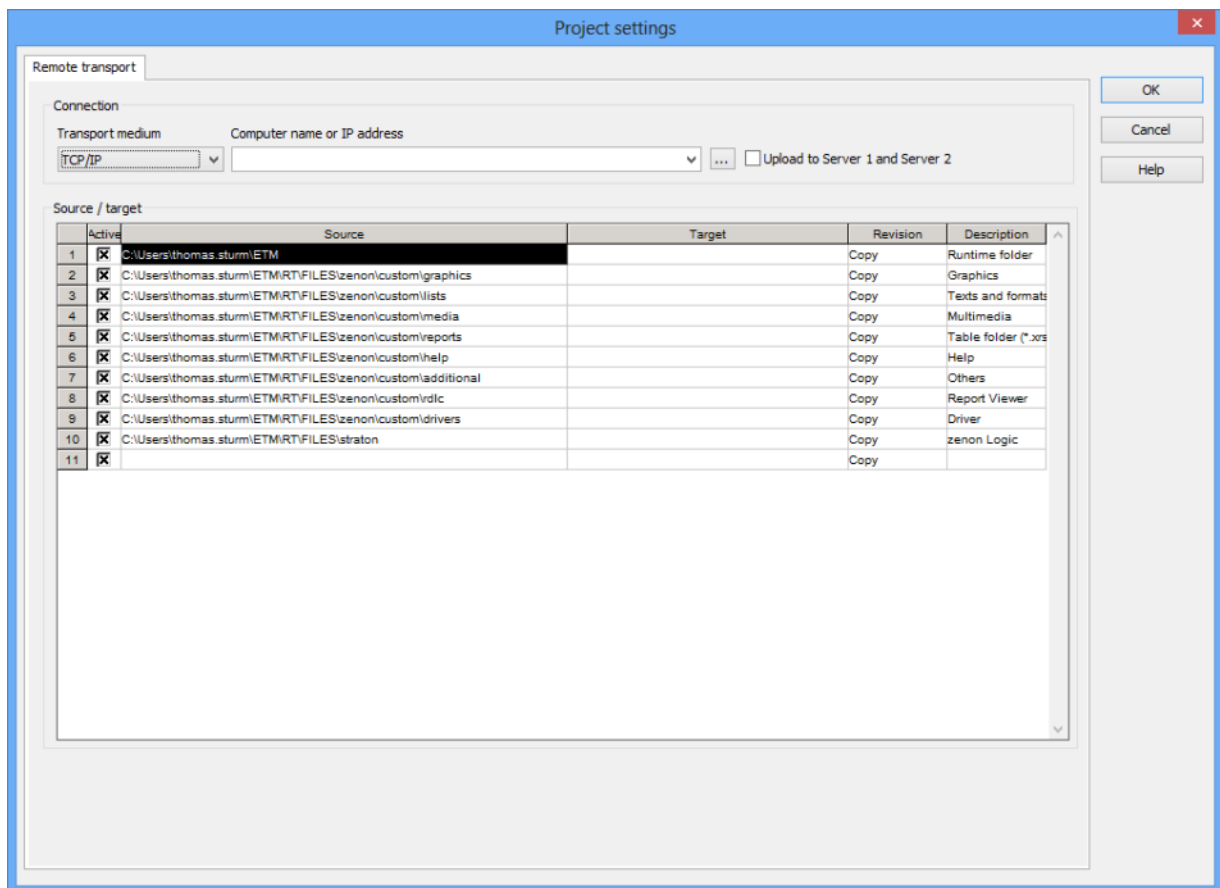 Project settings
Remote transport
OK
Cancel
Help
Connection
Transport medium Computer name or IP address
TCP/IP ... Upload to Server 1 and Server 2
Source / target
Active Source Target Revision Description
1 C:\Users\thomas.sturm\ETM Copy Runtime folder
2 C:\Users\thomas.sturm\ETM\RT\FILES\zenon\custom\graphics Copy Graphics
3 C:\Users\thomas.sturm\ETM\RT\FILES\zenon\custom\lists Copy Texts and formats
4 C:\Users\thomas.sturm\ETM\RT\FILES\zenon\custom\media Copy Multimedia
5 C:\Users\thomas.sturm\ETM\RT\FILES\zenon\custom\reports Copy Table folder (*.xrs
6 C:\Users\thomas.sturm\ETM\RT\FILES\zenon\custom\help Copy Help
7 C:\Users\thomas.sturm\ETM\RT\FILES\zenon\custom\additional Copy Others
8 C:\Users\thomas.sturm\ETM\RT\FILES\zenon\custom\rdlc Copy Report Viewer
9 C:\Users\thomas.sturm\ETM\RT\FILES\zenon\custom\drivers Copy Driver
10 C:\Users\thomas.sturm\ETM\RT\FILES\straton Copy zenon Logic
11 Copy